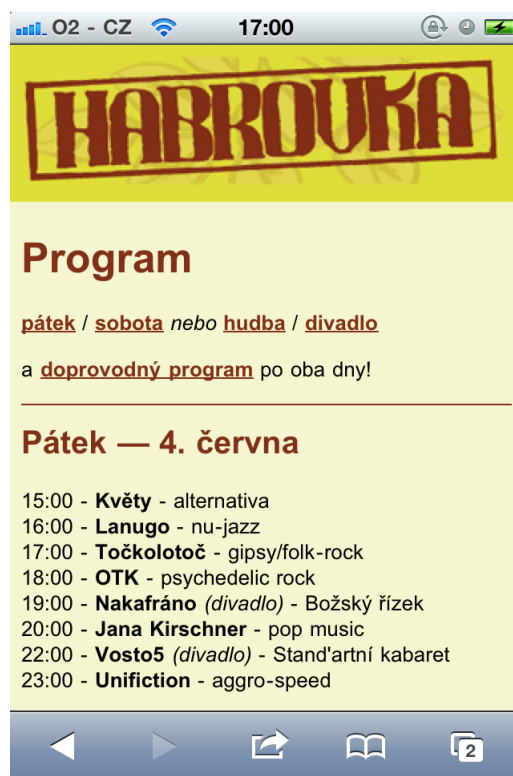 O2 - CZ 17:00
HABROVKA
Program
pátek / sobota nebo hudba / divadlo
a doprovodný program po oba dny!
Pátek — 4. června
15:00 - Květy - alternativa
16:00 - Lanugo - nu-jazz
17:00 - Točkolotoč - gipsy/folk-rock
18:00 - OTK - psychedelic rock
19:00 - Nakafráno (divadlo) - Božský řízek
20:00 - Jana Kirschner - pop music
22:00 - Vosto5 (divadlo) - Stand'artní kabaret
23:00 - Unifiction - aggro-speed
2